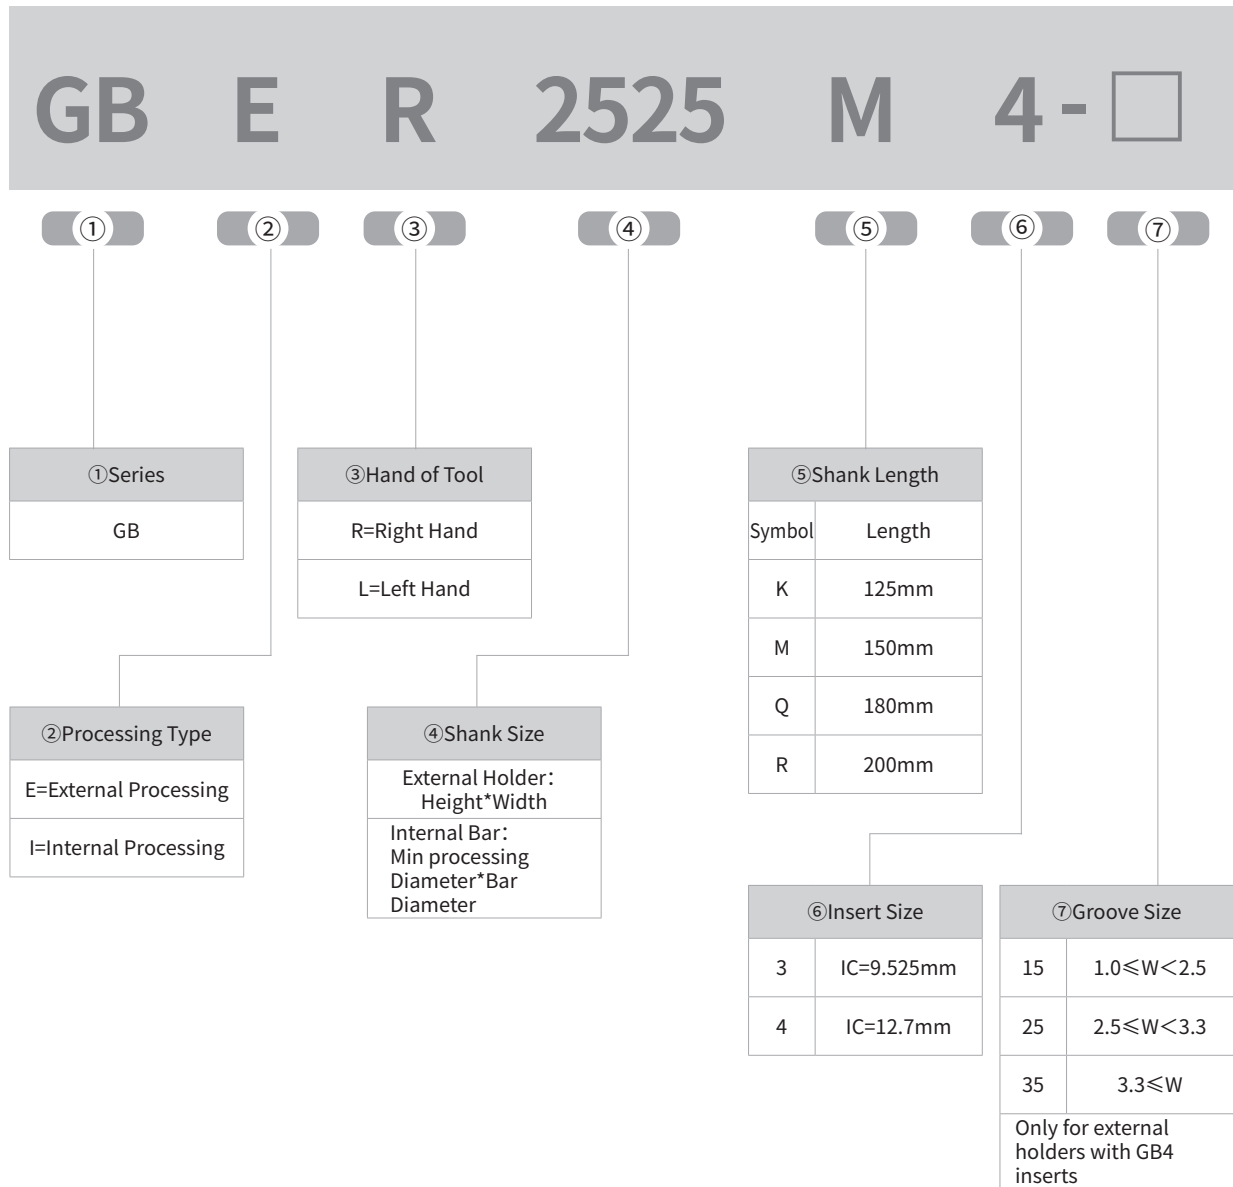 GB E R 2525 M 4-□
① ② ③ ④ ⑤ ⑥ ⑦
①Series
GB
③Hand of Tool
R=Right Hand
L=Left Hand
⑤Shank Length
Symbol Length
K 125mm
M 150mm
Q 180mm
R 200mm
②Processing Type
E=External Processing
I=Internal Processing
④Shank Size
External Holder：
Height*Width
Internal Bar：
Min processing
Diameter*Bar
Diameter
⑥Insert Size
3 IC=9.525mm
4 IC=12.7mm
⑦Groove Size
15 1.0≤W＜2.5
25 2.5≤W＜3.3
35 3.3≤W
Only for external
holders with GB4
inserts